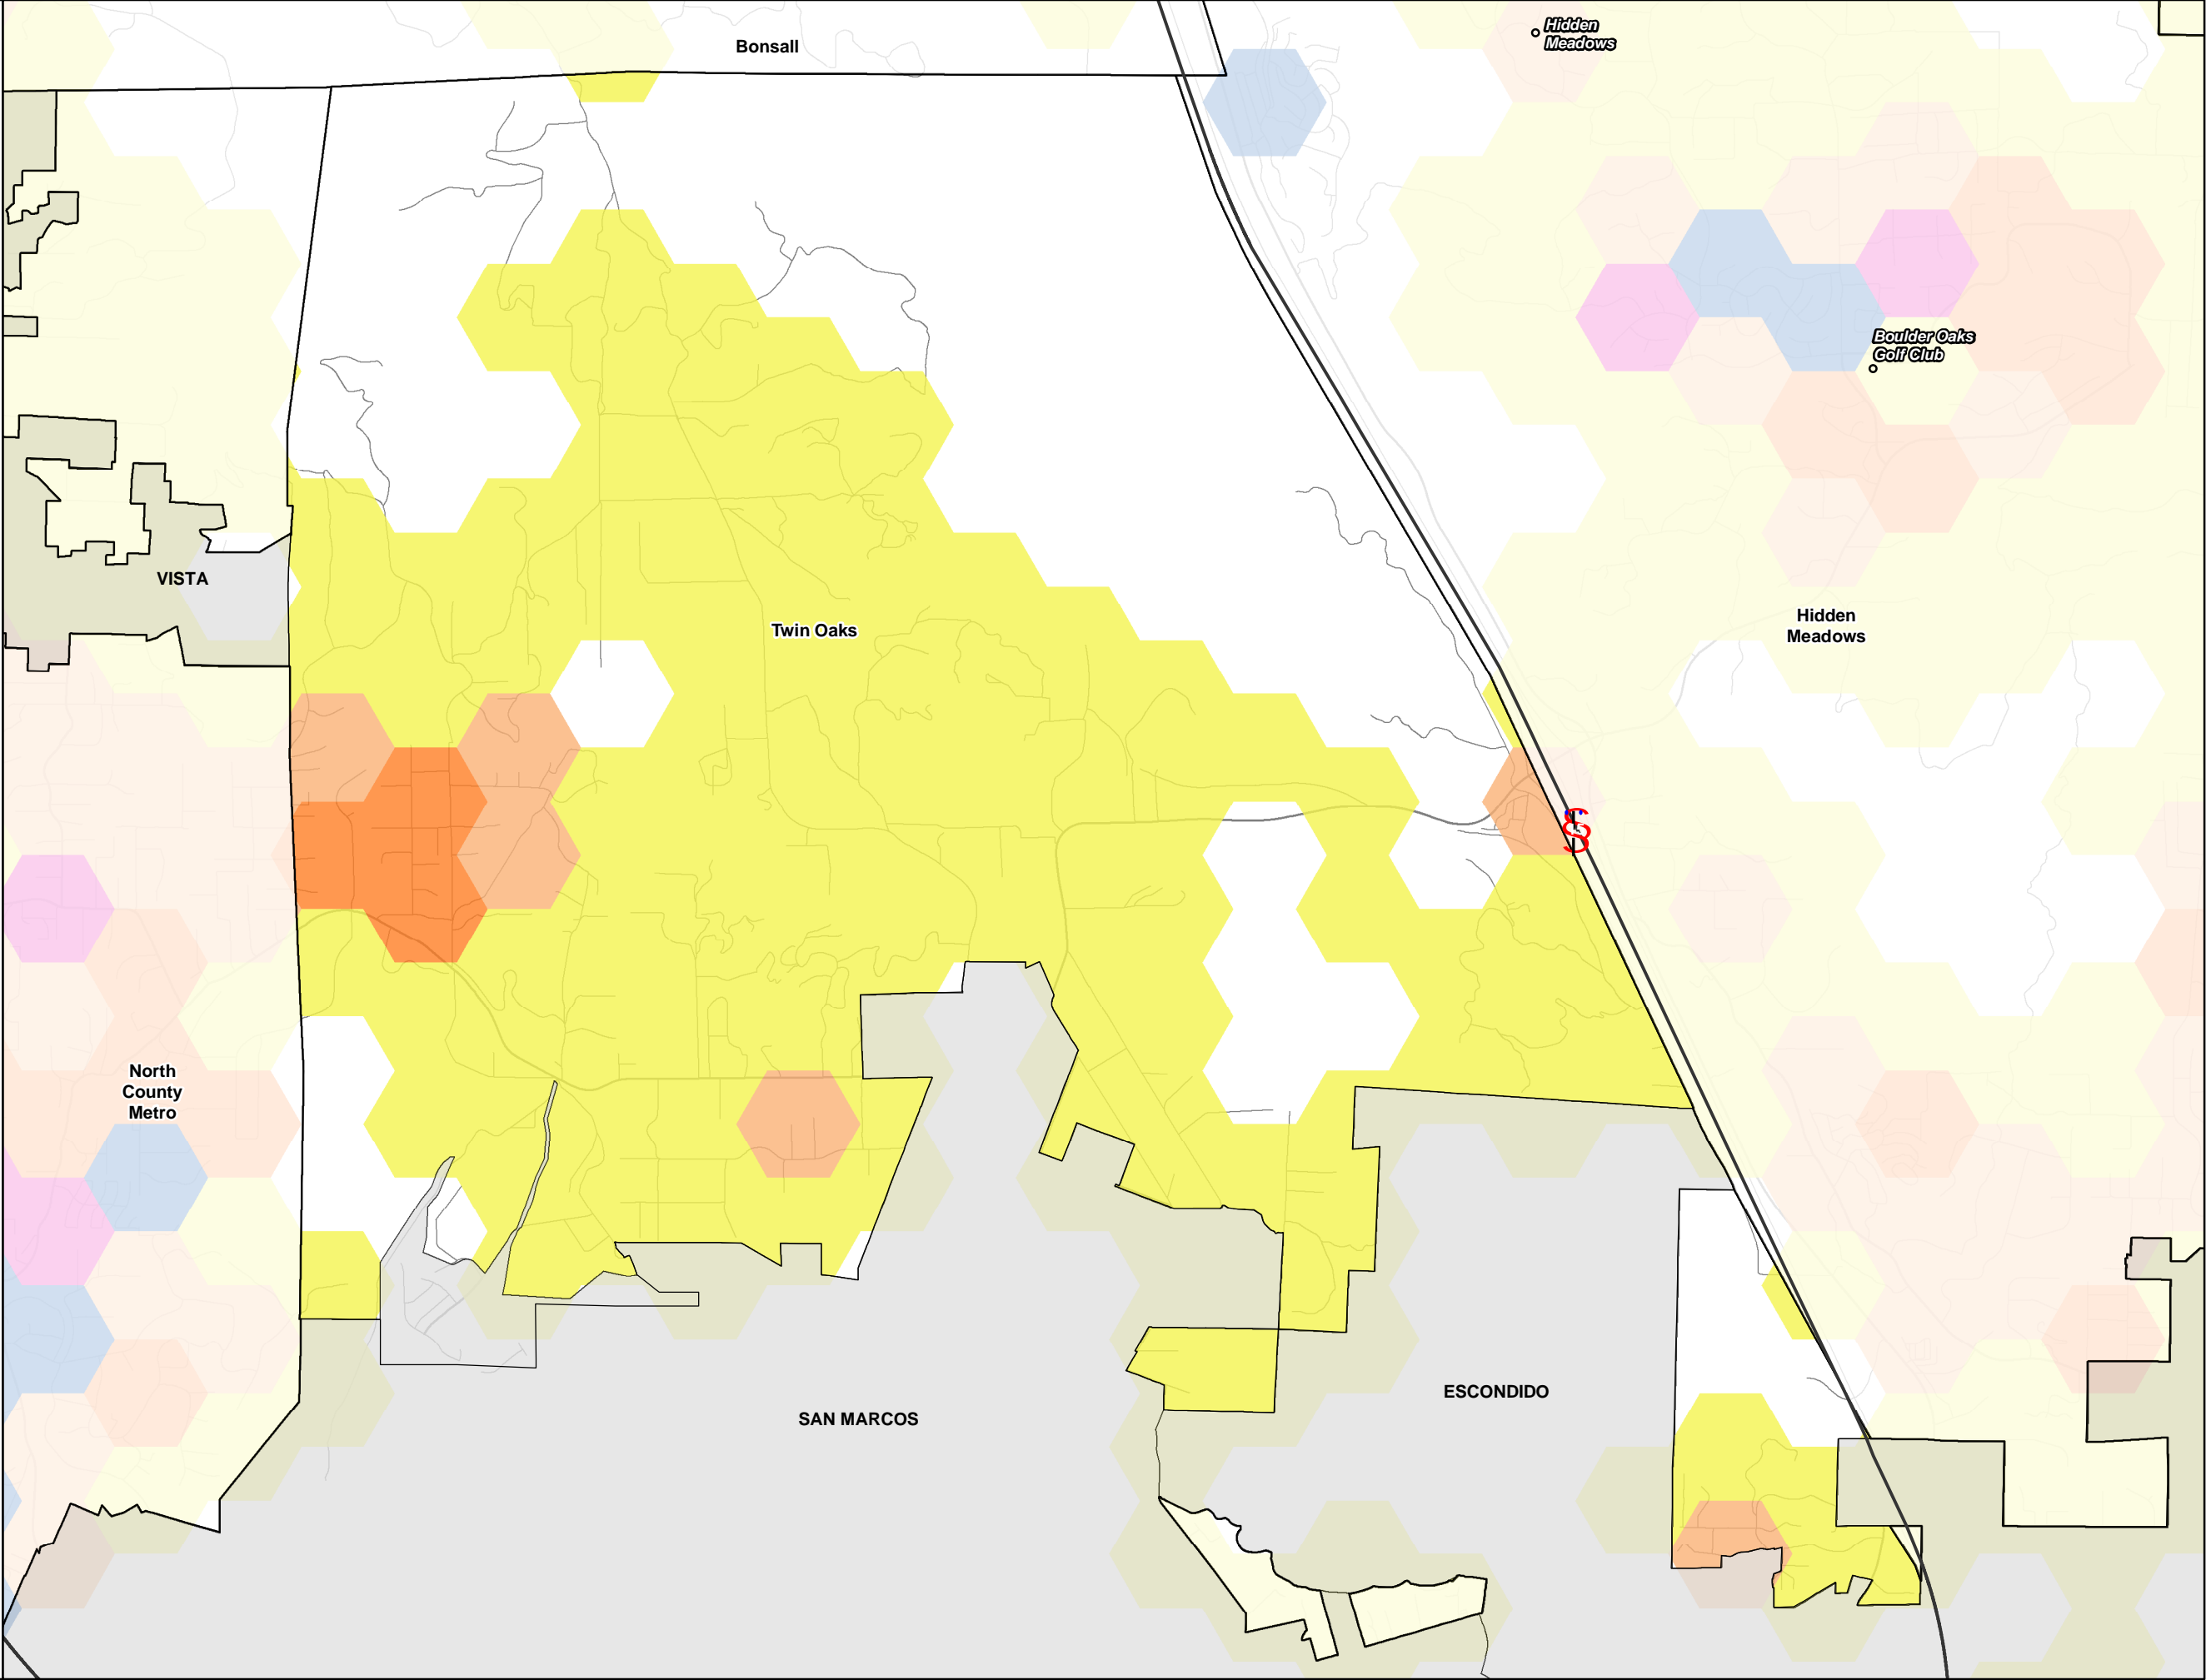 Bonsall
Hidden
Meadows
Boulder Oaks
Golf Club
VISTA
Twin Oaks
Hidden
Meadows
North
County
Metro
ESCONDIDO
SAN MARCOS